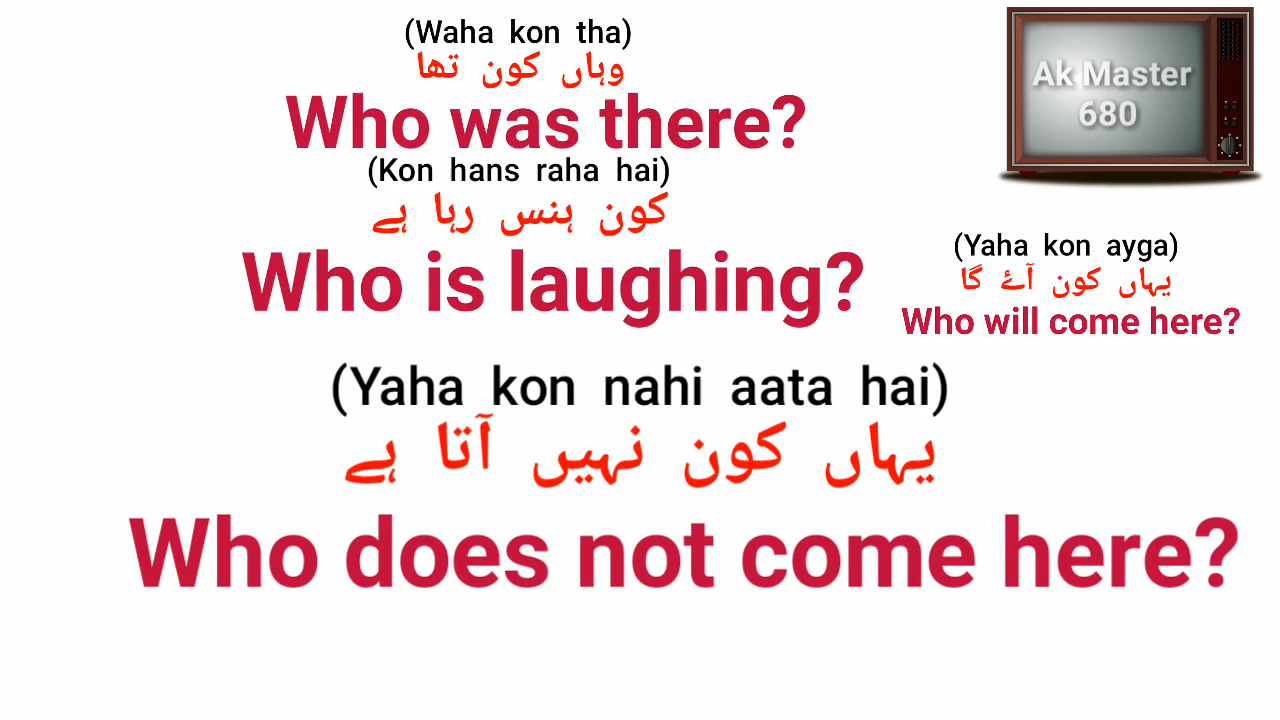 (Waha kon tha)
وہاں کون تھا
Who was there?
(Kon hans raha hai)
کون ہنس رہا ہے
Who is laughing?
Ak Master
680
(Yaha kon ayga)
یہاں کون آۓ گا
Who will come here?
(Yaha kon nahi aata hai)
یہاں کون نہیں آتا ہے
Who does not come here?